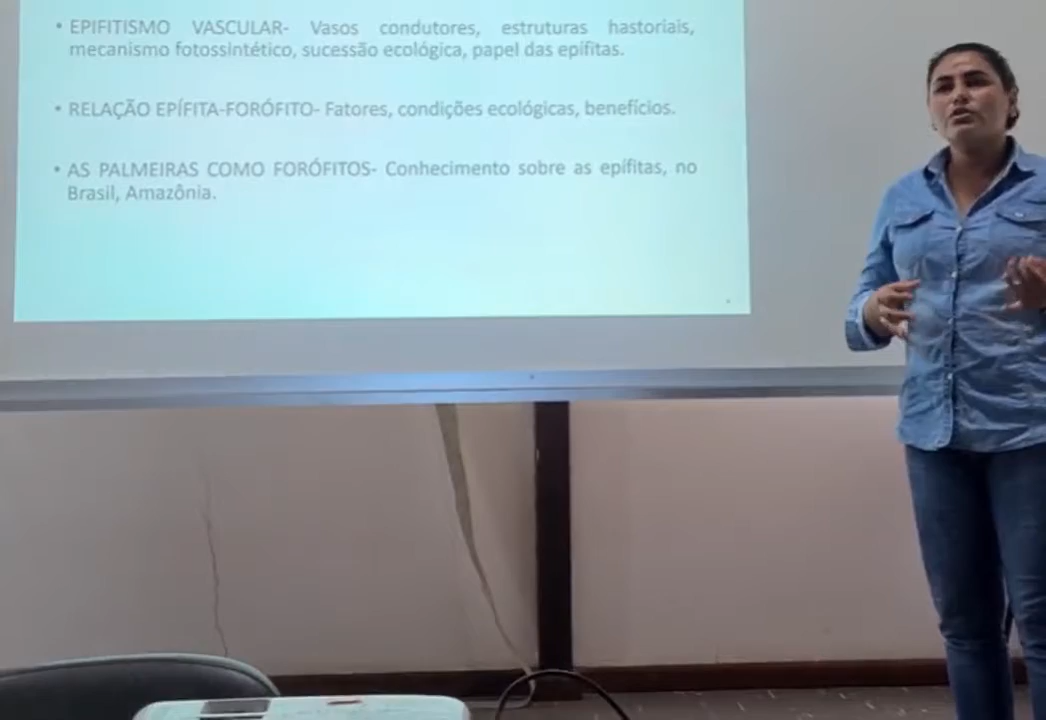 • EPIFITISMO VASCULAR- Vasos condutores, estruturas hastoriais,
mecanismo fotossintético, sucessão ecológica, papel das epífitas.
• RELAÇÃO EPÍFITA-FORÓFITO- Fatores, condições ecológicas, benefícios.
• AS PALMEIRAS COMO FORÓFITOS- Conhecimento sobre as epífitas, no
Brasil, Amazônia.